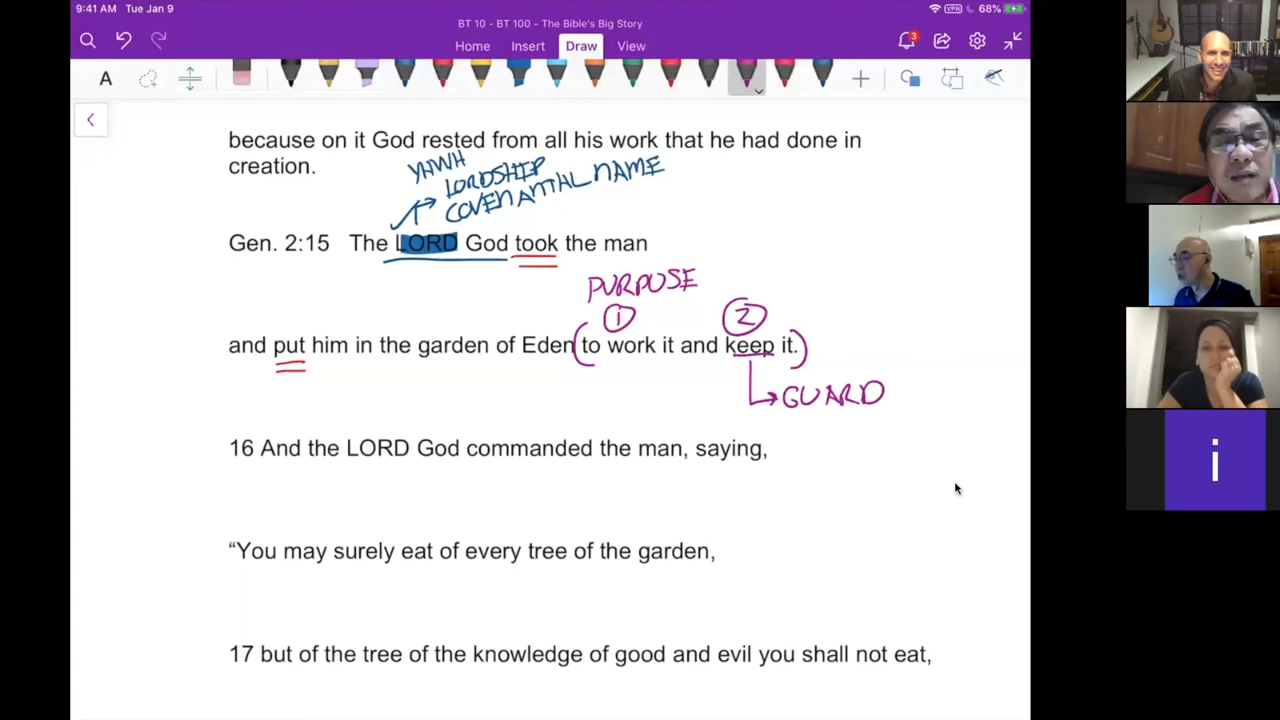 9:41 AM Tue Jan 9
VPN 68%
BT 10 - BT 100 - The Bible's Big Story
Home Insert Draw View
3
A
because on it God rested from all his work that he had done in
creation.
YHWH
LORDSHIP
COVENANTAL NAME
Gen. 2:15 The LORD God took the man
PURPOSE
1 2
and put him in the garden of Eden (to work it and keep it.)
GUARD
16 And the LORD God commanded the man, saying,
“You may surely eat of every tree of the garden,
17 but of the tree of the knowledge of good and evil you shall not eat,
i